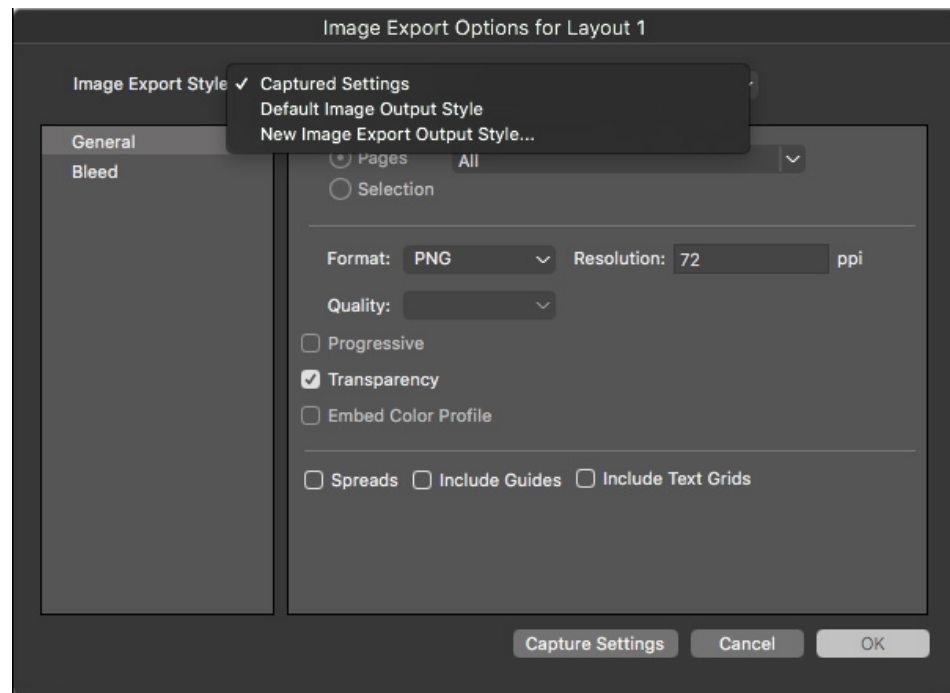 Image Export Options for Layout 1
Image Export Style ✓ Captured Settings
Default Image Output Style
New Image Export Output Style...
General
Bleed
Pages All
Selection
Format: PNG Resolution: 72 ppi
Quality:
Progressive
Transparency
Embed Color Profile
Spreads Include Guides Include Text Grids
Capture Settings Cancel OK